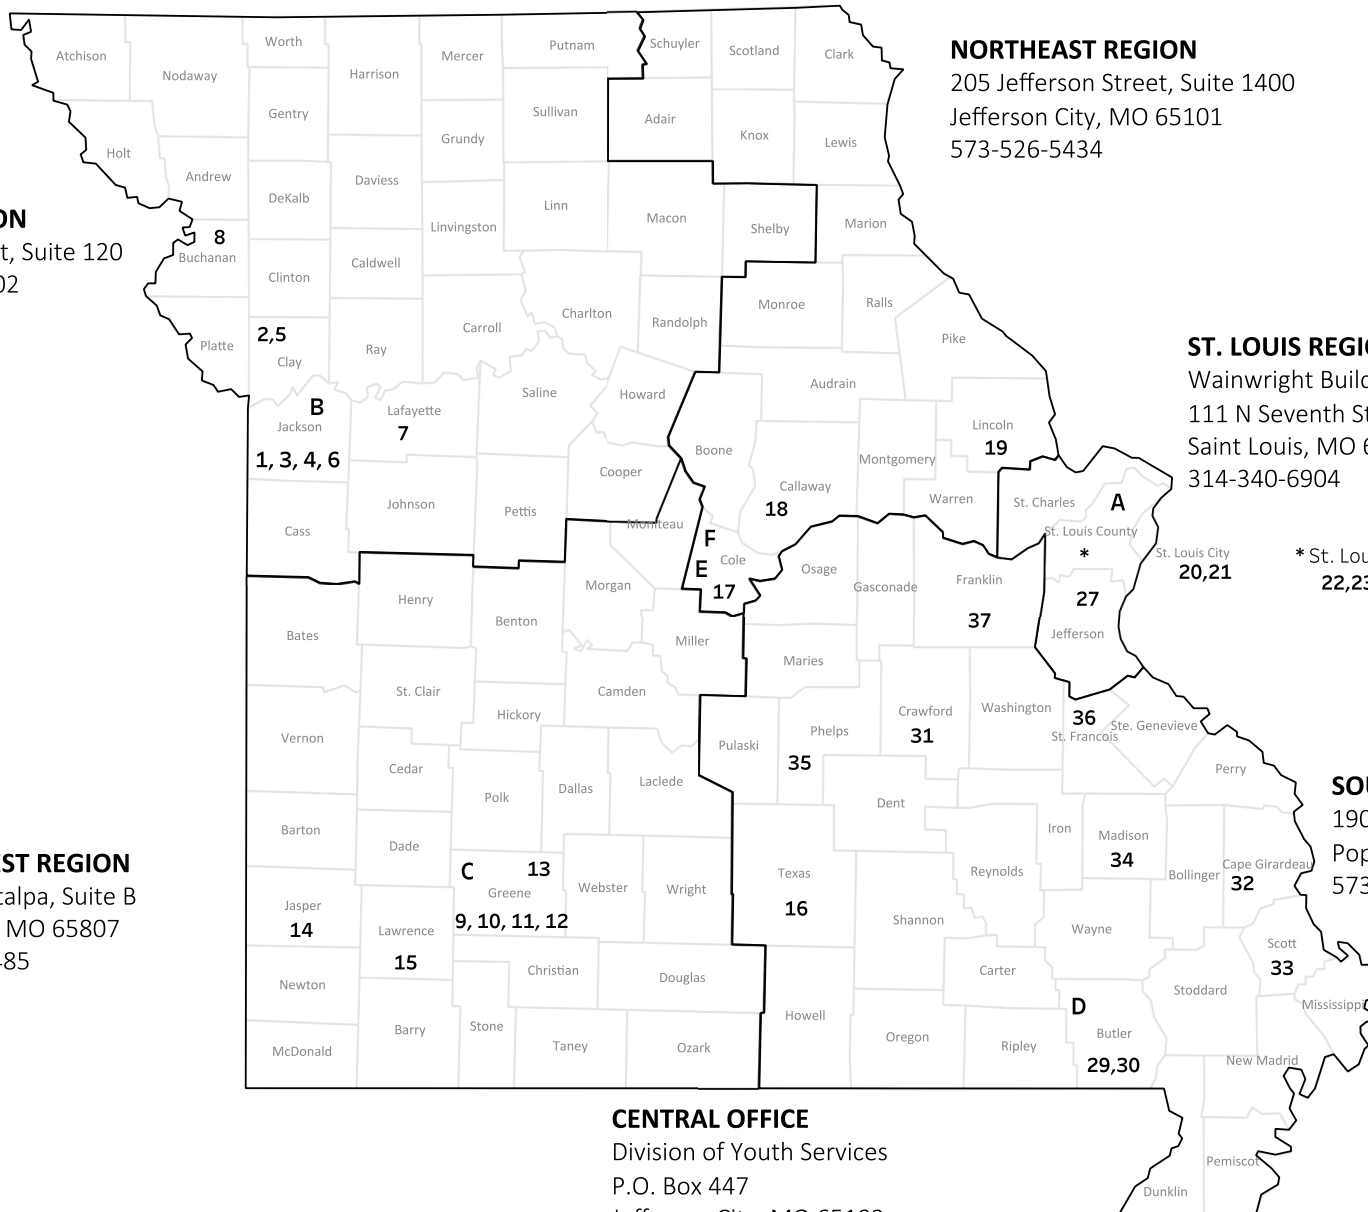 NORTHEAST REGION
205 Jefferson Street, Suite 1400
Jefferson City, MO 65101
573-526-5434
Atchison
Nodaway
Worth
Harrison
Mercer
Putnam
Schuyler
Scotland
Clark
Gentry
Grundy
Sullivan
Adair
Knox
Lewis
Holt
Andrew
DeKalb
Daviess
Linvingston
Linn
Macon
Shelby
Marion
ON
t, Suite 120
02
8
Buchanan
Clinton
Caldwell
Carroll
Charlton
Randolph
Monroe
Ralls
Pike
2,5
Platte
Clay
Ray
ST. LOUIS REGIO
Wainwright Build
111 N Seventh St
Saint Louis, MO 6
314-340-6904
B
Jackson
1, 3, 4, 6
Lafayette
7
Saline
Howard
Audrain
Boone
Callaway
18
Montgomery
Lincoln
19
Warren
St. Charles
A
St. Louis County
*
St. Louis City
20,21
* St. Lou
22,23
Cass
Johnson
Pettis
Cooper
Moniteau
F
Cole
E
17
Osage
Gasconade
Franklin
37
27
Jefferson
Bates
Henry
Benton
Morgan
Miller
Maries
St. Clair
Hickory
Camden
Pulaski
Phelps
35
Crawford
31
Washington
36
St. Francois
Ste. Genevieve
Perry
Vernon
Cedar
Polk
Dallas
Laclede
Dent
Iron
Madison
34
Bollinger
Cape Girardeau
32
SOU
190
Pop
573
EST REGION
talpa, Suite B
MO 65807
485
Barton
Dade
C
13
Greene
9, 10, 11, 12
Webster
Wright
Texas
16
Reynolds
Shannon
Wayne
Jasper
14
Lawrence
15
Christian
Douglas
Carter
Stoddard
Scott
33
Mississippi
Newton
Barry
Stone
Taney
Ozark
Howell
Oregon
Ripley
D
Butler
29,30
New Madrid
McDonald
Pemiscot
Dunklin
CENTRAL OFFICE
Division of Youth Services
P.O. Box 447
Jefferson City, MO 65102